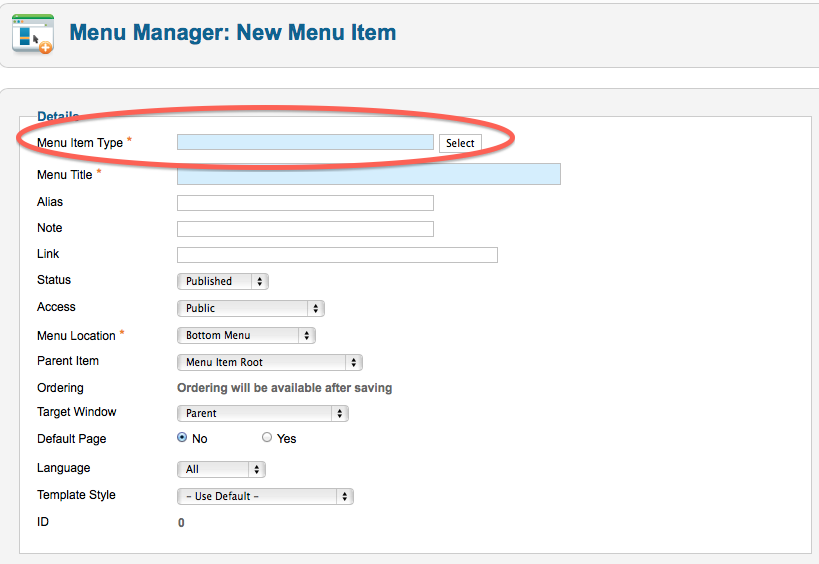 Menu Manager: New Menu Item
Details
Menu Item Type * Select
Menu Title *
Alias
Note
Link
Status Published
Access Public
Menu Location * Bottom Menu
Parent Item Menu Item Root
Ordering Ordering will be available after saving
Target Window Parent
Default Page No Yes
Language All
Template Style - Use Default -
ID 0